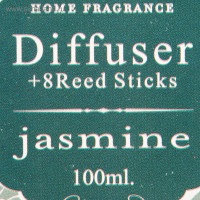 HOME FRAGRANCE
Diffuser
+8Reed Sticks
jasmine
100ml.